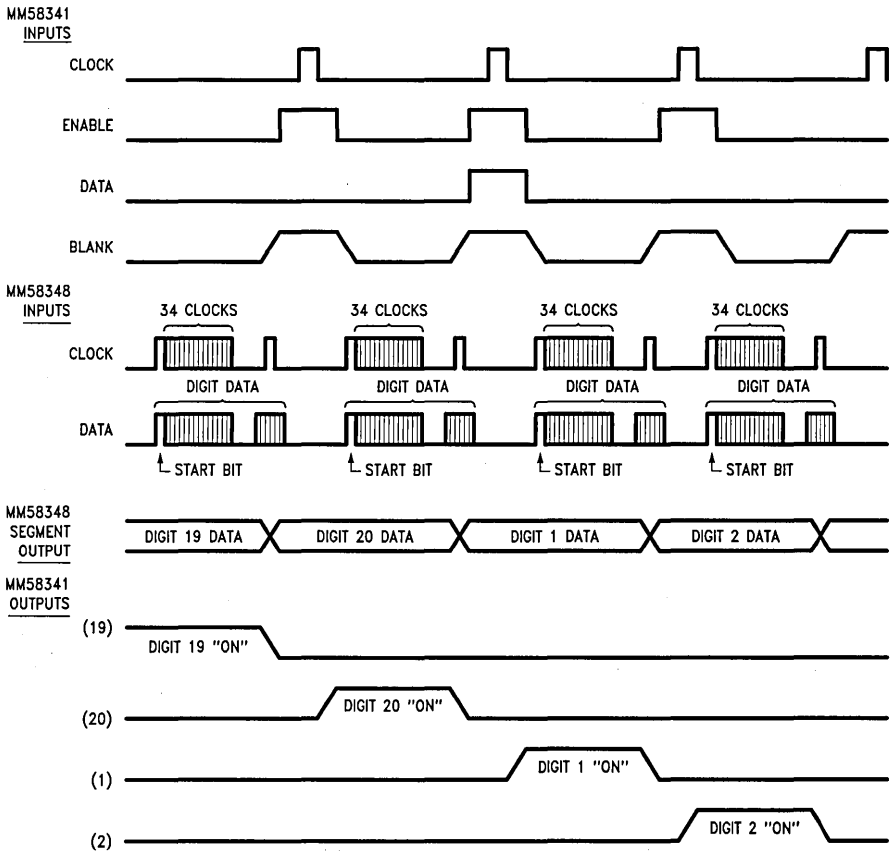 MM58341
INPUTS
CLOCK
ENABLE
DATA
BLANK
MM58348
INPUTS
34 CLOCKS 34 CLOCKS 34 CLOCKS 34 CLOCKS
CLOCK
DIGIT DATA DIGIT DATA DIGIT DATA DIGIT DATA
DATA
START BIT START BIT START BIT START BIT
MM58348
SEGMENT
OUTPUT
DIGIT 19 DATA DIGIT 20 DATA DIGIT 1 DATA DIGIT 2 DATA
MM58341
OUTPUTS
(19)
DIGIT 19 "ON"
(20)
DIGIT 20 "ON"
(1)
DIGIT 1 "ON"
(2)
DIGIT 2 "ON"